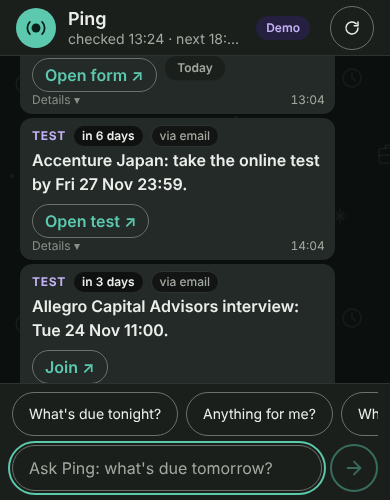 Ping
checked 13:24 · next 18:...
Demo
Open form ↗
Today
Details ▾
13:04
TEST in 6 days via email
Accenture Japan: take the online test
by Fri 27 Nov 23:59.
Open test ↗
Details ▾
14:04
TEST in 3 days via email
Allegro Capital Advisors interview:
Tue 24 Nov 11:00.
Join ↗
What's due tonight?
Anything for me?
Wh
Ask Ping: what's due tomorrow?